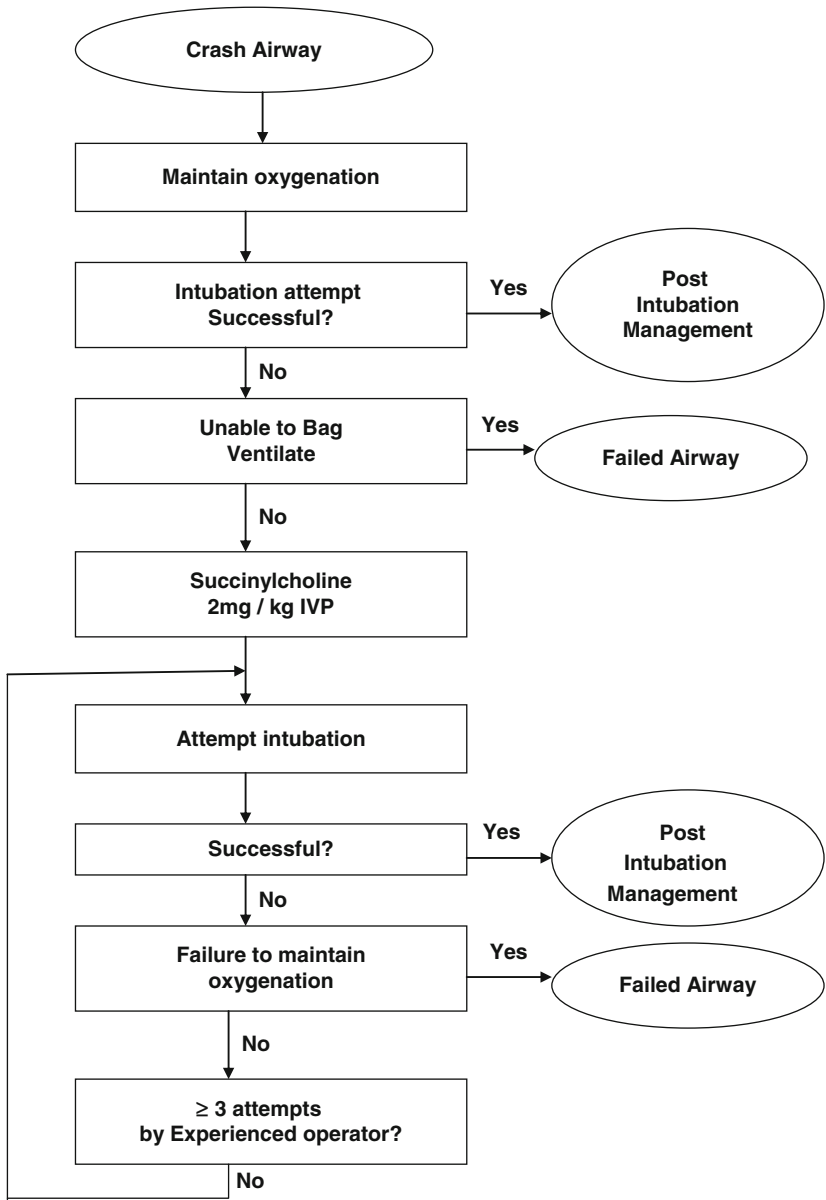 Crash Airway
Maintain oxygenation
Intubation attempt
Successful?
Yes
Post
Intubation
Management
No
Unable to Bag
Ventilate
Yes
Failed Airway
No
Succinylcholine
2mg / kg IVP
Attempt intubation
Successful?
Yes
Post
Intubation
Management
No
Failure to maintain
oxygenation
Yes
Failed Airway
No
≥ 3 attempts
by Experienced operator?
No